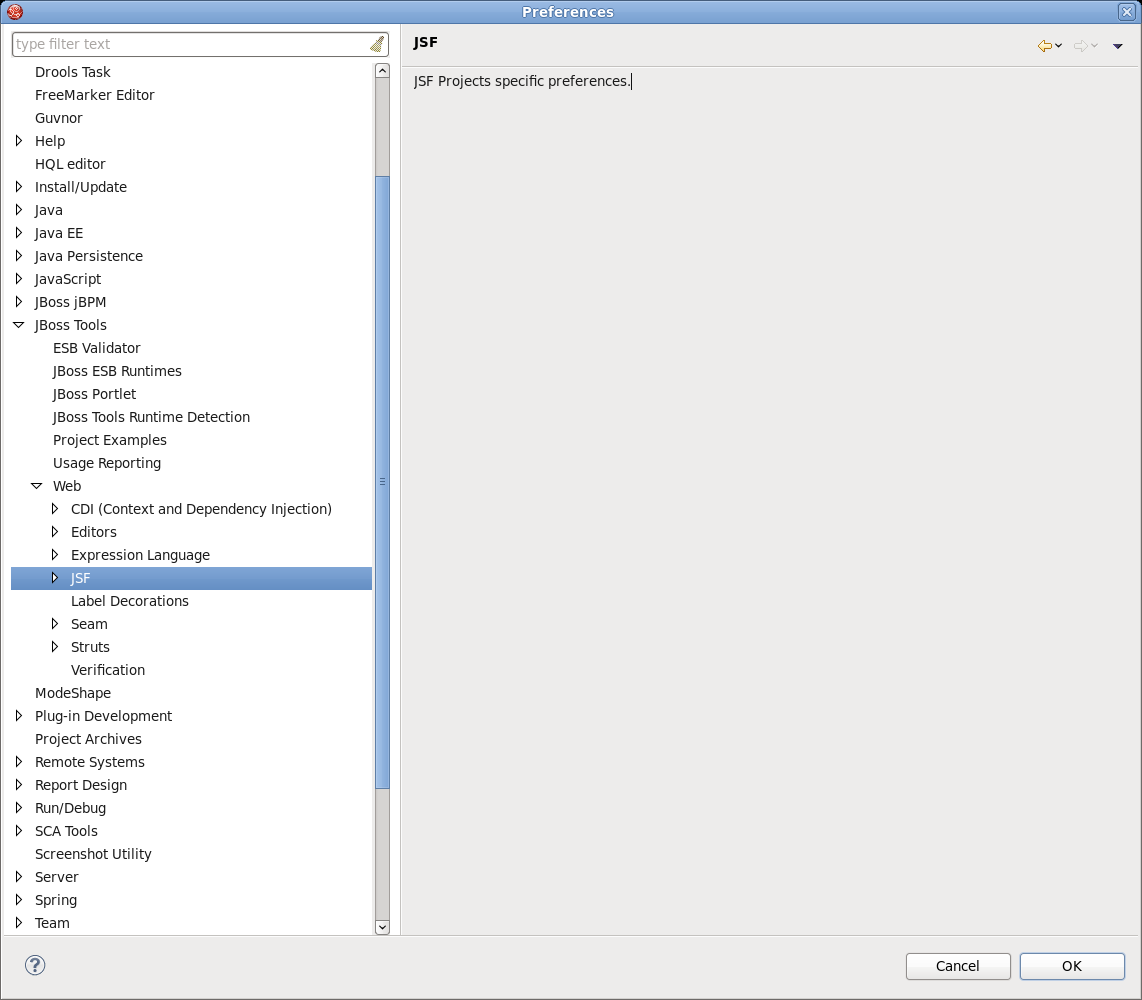 Preferences
type filter text
Drools Task
FreeMarker Editor
Guvnor
Help
HQL editor
Install/Update
Java
Java EE
Java Persistence
JavaScript
JBoss jBPM
JBoss Tools
ESB Validator
JBoss ESB Runtimes
JBoss Portlet
JBoss Tools Runtime Detection
Project Examples
Usage Reporting
Web
CDI (Context and Dependency Injection)
Editors
Expression Language
JSF
Label Decorations
Seam
Struts
Verification
ModeShape
Plug-in Development
Project Archives
Remote Systems
Report Design
Run/Debug
SCA Tools
Screenshot Utility
Server
Spring
Team
JSF
JSF Projects specific preferences.
?
Cancel
OK